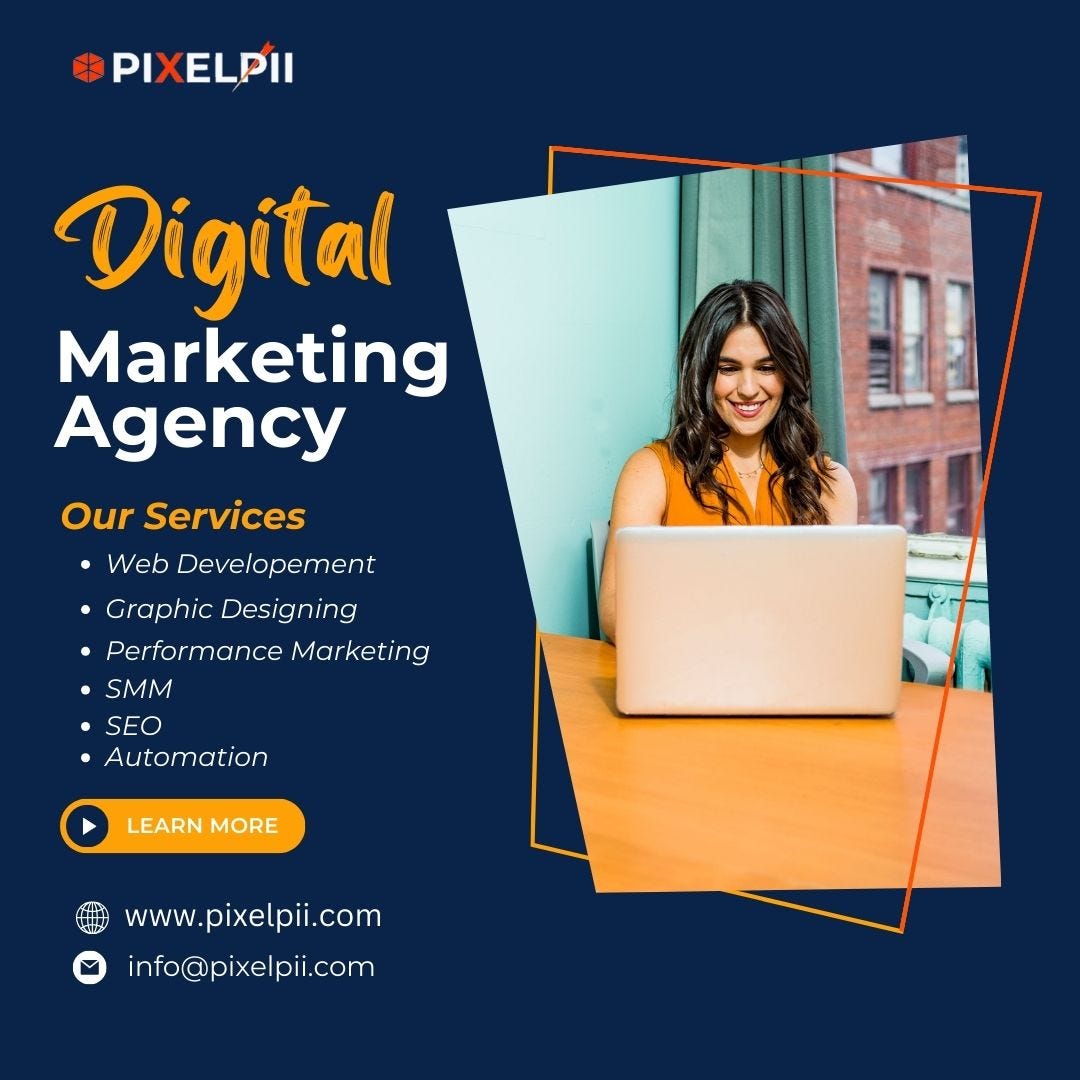 PIXELPII
Digital
Marketing
Agency
Our Services
• Web Developement
• Graphic Designing
• Performance Marketing
• SMM
• SEO
• Automation
LEARN MORE
www.pixelpii.com
info@pixelpii.com